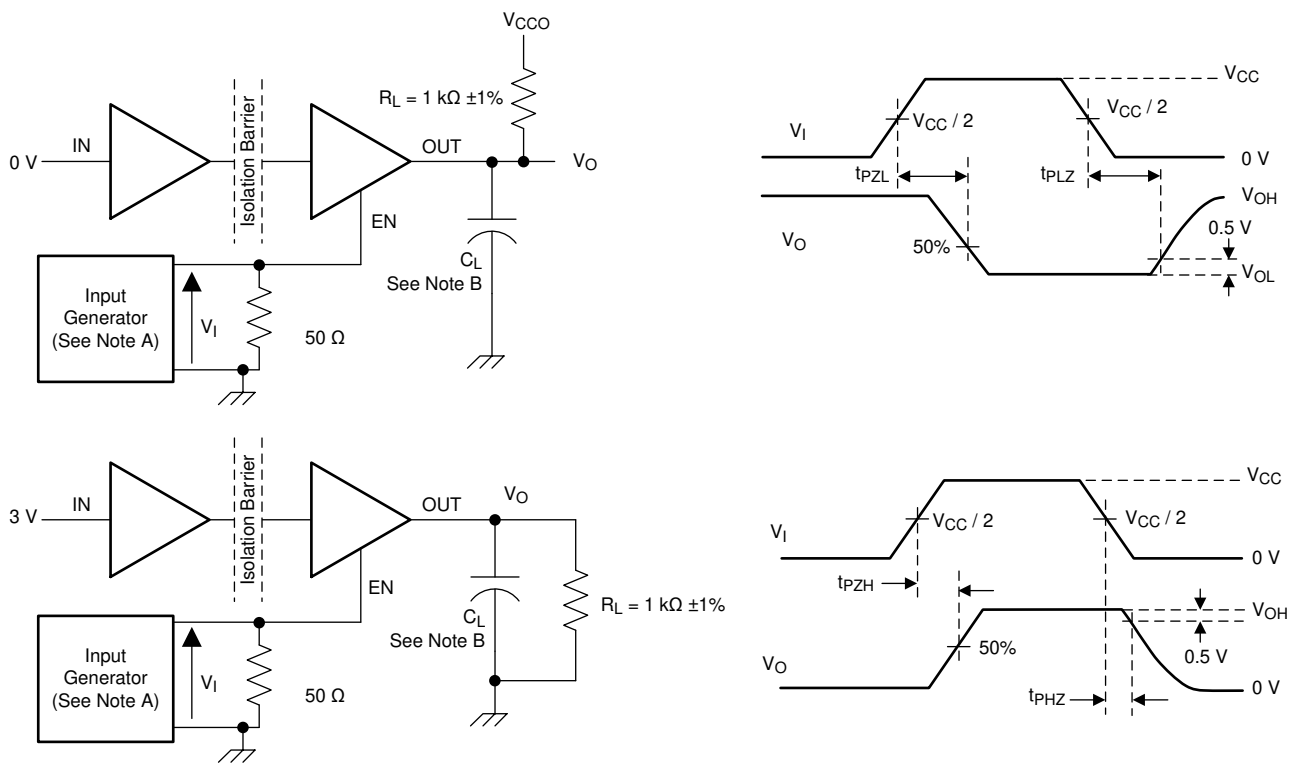 VCCO
RL = 1 kΩ ±1%
Isolation Barrier
IN
OUT
0 V
VO
EN
CL
See Note B
Input
Generator
(See Note A)
VI
50 Ω
VCC
VCC / 2
VCC / 2
VI
0 V
tPZL
tPLZ
VOH
0.5 V
VO
50%
VOL
Isolation Barrier
IN
OUT
VO
3 V
EN
CL
See Note B
RL = 1 kΩ ±1%
Input
Generator
(See Note A)
VI
50 Ω
VCC
VI
VCC / 2
VCC / 2
0 V
tPZH
VOH
0.5 V
50%
VO
0 V
tPHZ